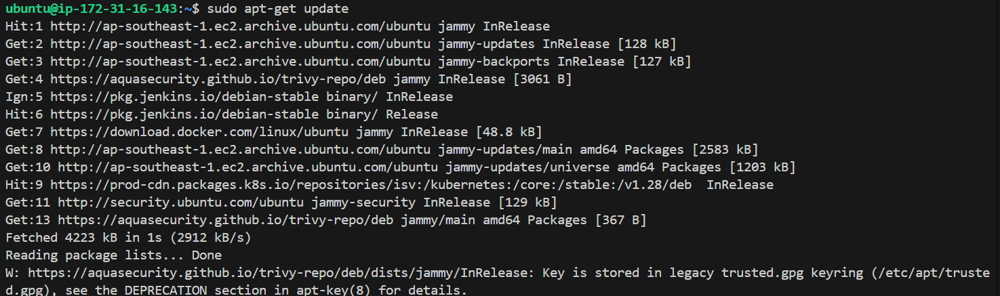 ubuntu@ip-172-31-16-143:~$ sudo apt-get update
Hit:1 http://ap-southeast-1.ec2.archive.ubuntu.com/ubuntu jammy InRelease
Get:2 http://ap-southeast-1.ec2.archive.ubuntu.com/ubuntu jammy-updates InRelease [128 kB]
Get:3 http://ap-southeast-1.ec2.archive.ubuntu.com/ubuntu jammy-backports InRelease [127 kB]
Get:4 https://aquasecurity.github.io/trivy-repo/deb jammy InRelease [3061 B]
Ign:5 https://pkg.jenkins.io/debian-stable binary/ InRelease
Hit:6 https://pkg.jenkins.io/debian-stable binary/ Release
Get:7 https://download.docker.com/linux/ubuntu jammy InRelease [48.8 kB]
Get:8 http://ap-southeast-1.ec2.archive.ubuntu.com/ubuntu jammy-updates/main amd64 Packages [2583 kB]
Get:10 http://ap-southeast-1.ec2.archive.ubuntu.com/ubuntu jammy-updates/universe amd64 Packages [1203 kB]
Hit:9 https://prod-cdn.packages.k8s.io/repositories/isv:/kubernetes:/core:/stable:/v1.28/deb  InRelease
Get:11 http://security.ubuntu.com/ubuntu jammy-security InRelease [129 kB]
Get:13 https://aquasecurity.github.io/trivy-repo/deb jammy/main amd64 Packages [367 B]
Fetched 4223 kB in 1s (2912 kB/s)
Reading package lists... Done
W: https://aquasecurity.github.io/trivy-repo/deb/dists/jammy/InRelease: Key is stored in legacy trusted.gpg keyring (/etc/apt/truste
d.gpg), see the DEPRECATION section in apt-key(8) for details.